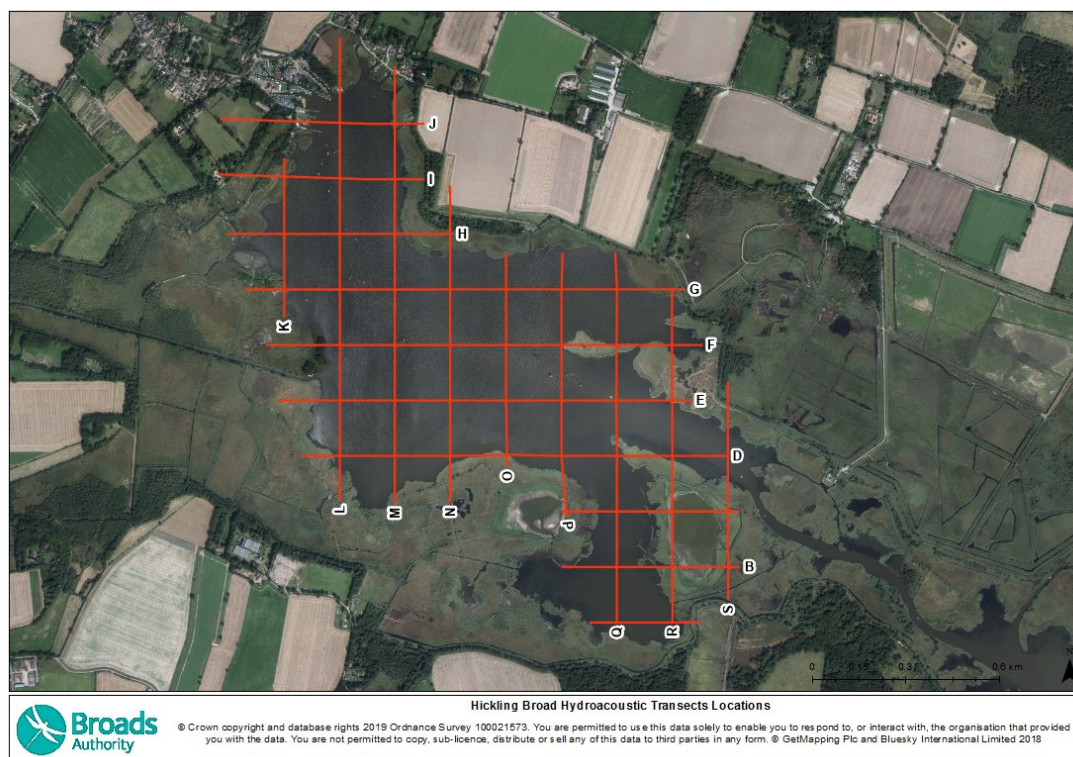 J
I
H
G
K
F
E
D
O
L
M
N
P
B
S
Q
R
N
0 0.15 0.3 0.6 km
Hickling Broad Hydroacoustic Transects Locations
Broads
Authority
© Crown copyright and database rights 2019 Ordnance Survey 100021573. You are permitted to use this data solely to enable you to respond to, or interact with, the organisation that provided
you with the data. You are not permitted to copy, sub-licence, distribute or sell any of this data to third parties in any form. © GetMapping Plc and Bluesky International Limited 2018